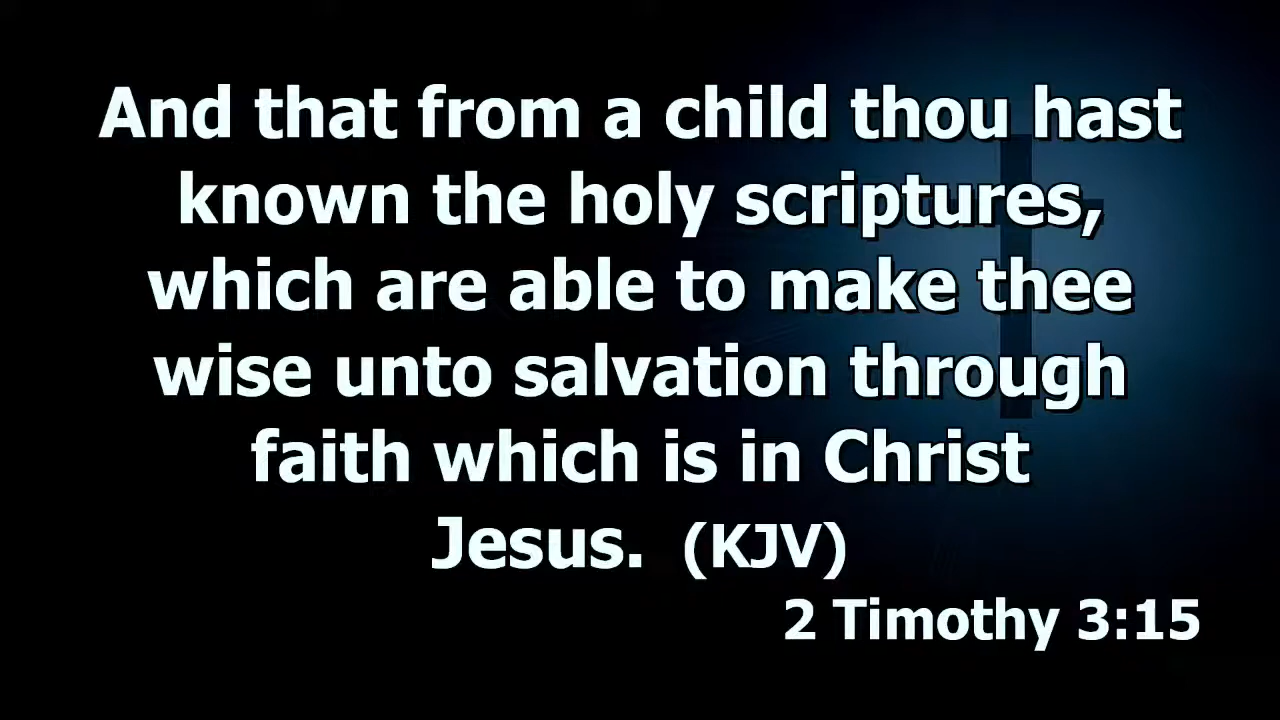 And that from a child thou hast
known the holy scriptures,
which are able to make thee
wise unto salvation through
faith which is in Christ
Jesus. (KJV)
2 Timothy 3:15